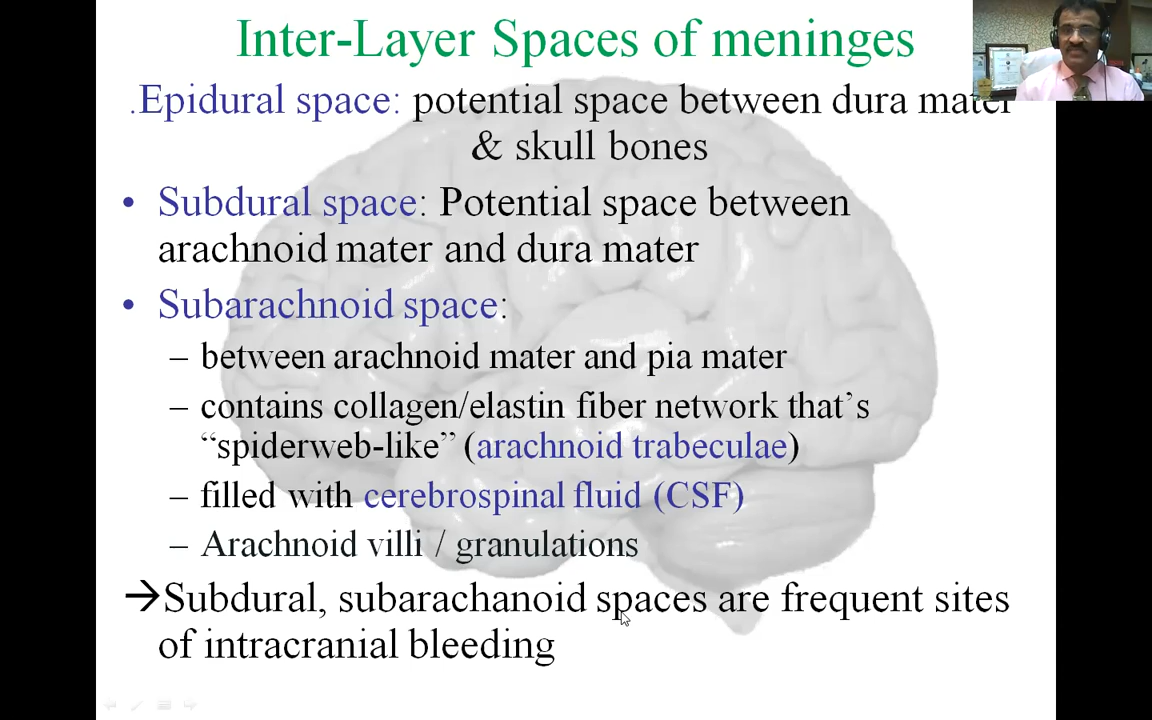 Inter-Layer Spaces of meninges
.Epidural space: potential space between dura mater
& skull bones
• Subdural space: Potential space between
arachnoid mater and dura mater
• Subarachnoid space:
– between arachnoid mater and pia mater
– contains collagen/elastin fiber network that’s
“spiderweb-like” (arachnoid trabeculae)
– filled with cerebrospinal fluid (CSF)
– Arachnoid villi / granulations
→Subdural, subarachanoid spaces are frequent sites
of intracranial bleeding